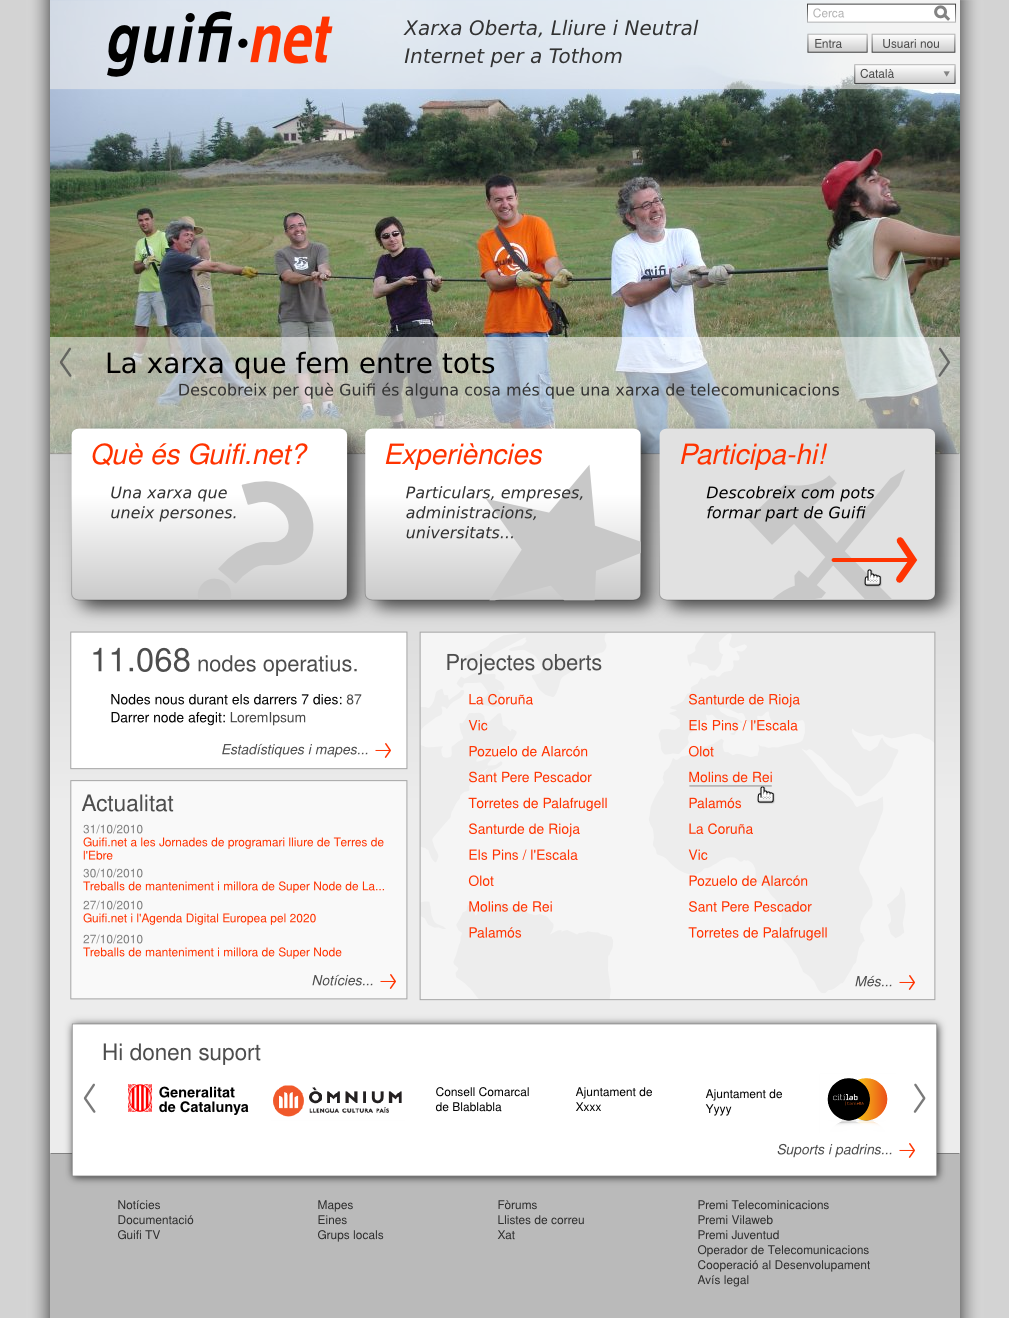 guifi·net
Xarxa Oberta, Lliure i Neutral
Internet per a Tothom
Cerca
Entra
Usuari nou
Català
guifi.net
La xarxa que fem entre tots
Descobreix per què Guifi és alguna cosa més que una xarxa de telecomunicacions
Què és Guifi.net?
Una xarxa que
uneix persones.
Experiències
Particulars, empreses,
administracions,
universitats...
Participa-hi!
Descobreix com pots
formar part de Guifi
11.068 nodes operatius.
Nodes nous durant els darrers 7 dies: 87
Darrer node afegit: LoremIpsum
Estadístiques i mapes...
Actualitat
31/10/2010
Guifi.net a les Jornades de programari lliure de Terres de
l'Ebre
30/10/2010
Treballs de manteniment i millora de Super Node de La...
27/10/2010
Guifi.net i l'Agenda Digital Europea pel 2020
27/10/2010
Treballs de manteniment i millora de Super Node
Notícies...
Projectes oberts
La Coruña
Vic
Pozuelo de Alarcón
Sant Pere Pescador
Torretes de Palafrugell
Santurde de Rioja
Els Pins / l'Escala
Olot
Molins de Rei
Palamós
Santurde de Rioja
Els Pins / l'Escala
Olot
Molins de Rei
Palamós
La Coruña
Vic
Pozuelo de Alarcón
Sant Pere Pescador
Torretes de Palafrugell
Més...
Hi donen suport
Generalitat
de Catalunya
ÒMNIUM
LLENGUA CULTURA PAÍS
Consell Comarcal
de Blablabla
Ajuntament de
Xxxx
Ajuntament de
Yyyy
citilab
Suports i padrins...
Notícies
Documentació
Guifi TV
Mapes
Eines
Grups locals
Fòrums
Llistes de correu
Xat
Premi Telecominicacions
Premi Vilaweb
Premi Juventud
Operador de Telecomunicacions
Cooperació al Desenvolupament
Avís legal